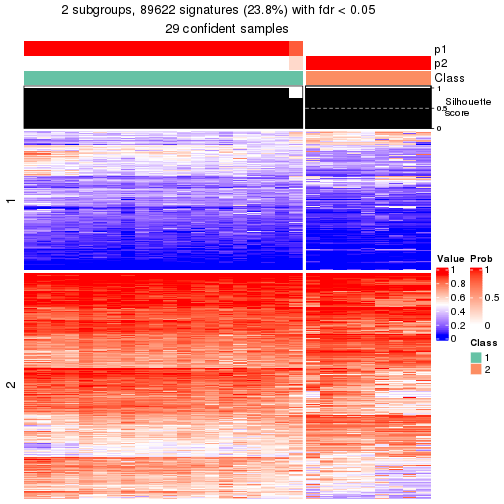 2 subgroups, 89622 signatures (23.8%) with fdr < 0.05
29 confident samples
p1
p2
Class
1
0.5
0
Silhouette
score
1
2
Value
1
0.8
0.6
0.4
0.2
0
Prob
1
0.5
0
Class
1
2